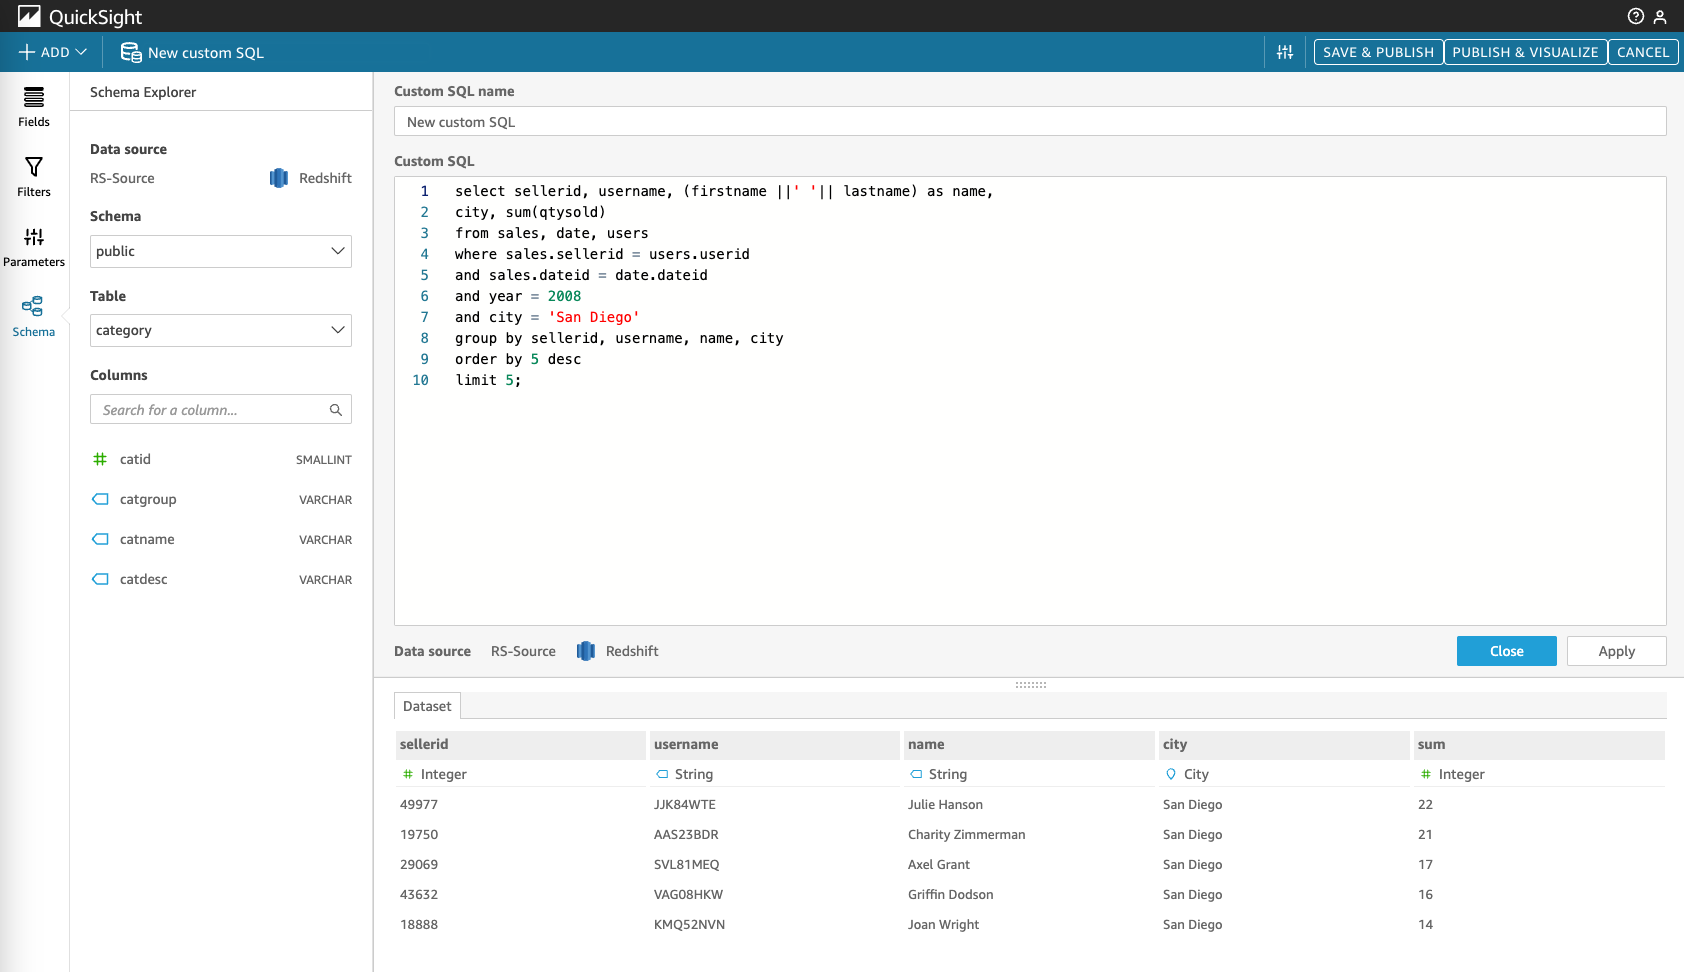 QuickSight
ADD
New custom SQL
SAVE & PUBLISH
PUBLISH & VISUALIZE
CANCEL
Fields
Filters
Parameters
Schema
Schema Explorer
Data source
RS-Source Redshift
Schema
public
Table
category
Columns
Search for a column...
catid SMALLINT
catgroup VARCHAR
catname VARCHAR
catdesc VARCHAR
Custom SQL name
New custom SQL
Custom SQL
1 select sellerid, username, (firstname ||' '|| lastname) as name,
2 city, sum(qtysold)
3 from sales, date, users
4 where sales.sellerid = users.userid
5 and sales.dateid = date.dateid
6 and year = 2008
7 and city = 'San Diego'
8 group by sellerid, username, name, city
9 order by 5 desc
10 limit 5;
Data source RS-Source Redshift
Close
Apply
Dataset
sellerid username name city sum
Integer String String City Integer
49977 JJK84WTE Julie Hanson San Diego 22
19750 AAS23BDR Charity Zimmerman San Diego 21
29069 SVL81MEQ Axel Grant San Diego 17
43632 VAG08HKW Griffin Dodson San Diego 16
18888 KMQ52NVN Joan Wright San Diego 14